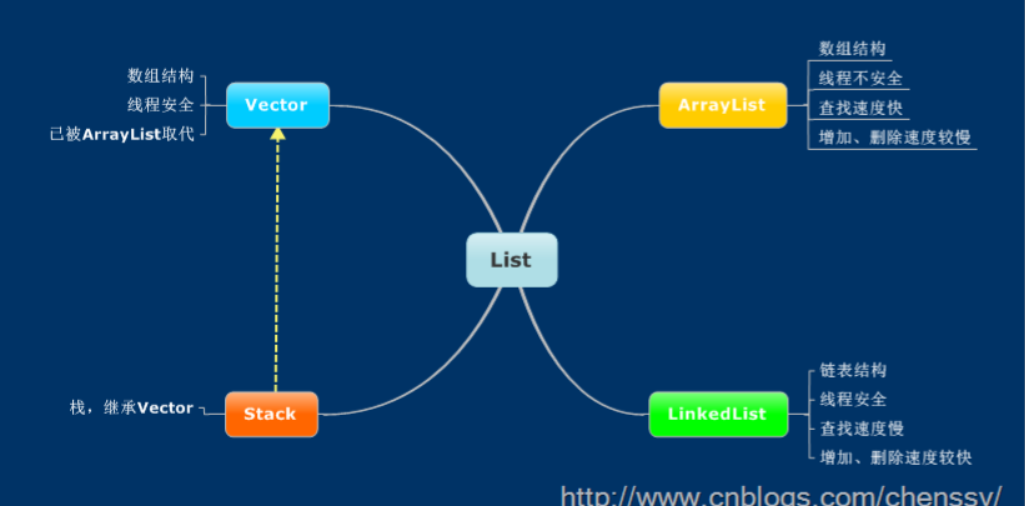 数组结构
线程安全
已被ArrayList取代
Vector
ArrayList
数组结构
线程不安全
查找速度快
增加、删除速度较慢
List
栈，继承Vector
Stack
LinkedList
链表结构
线程安全
查找速度慢
增加、删除速度较快
http://www.cnblogs.com/chenssy/